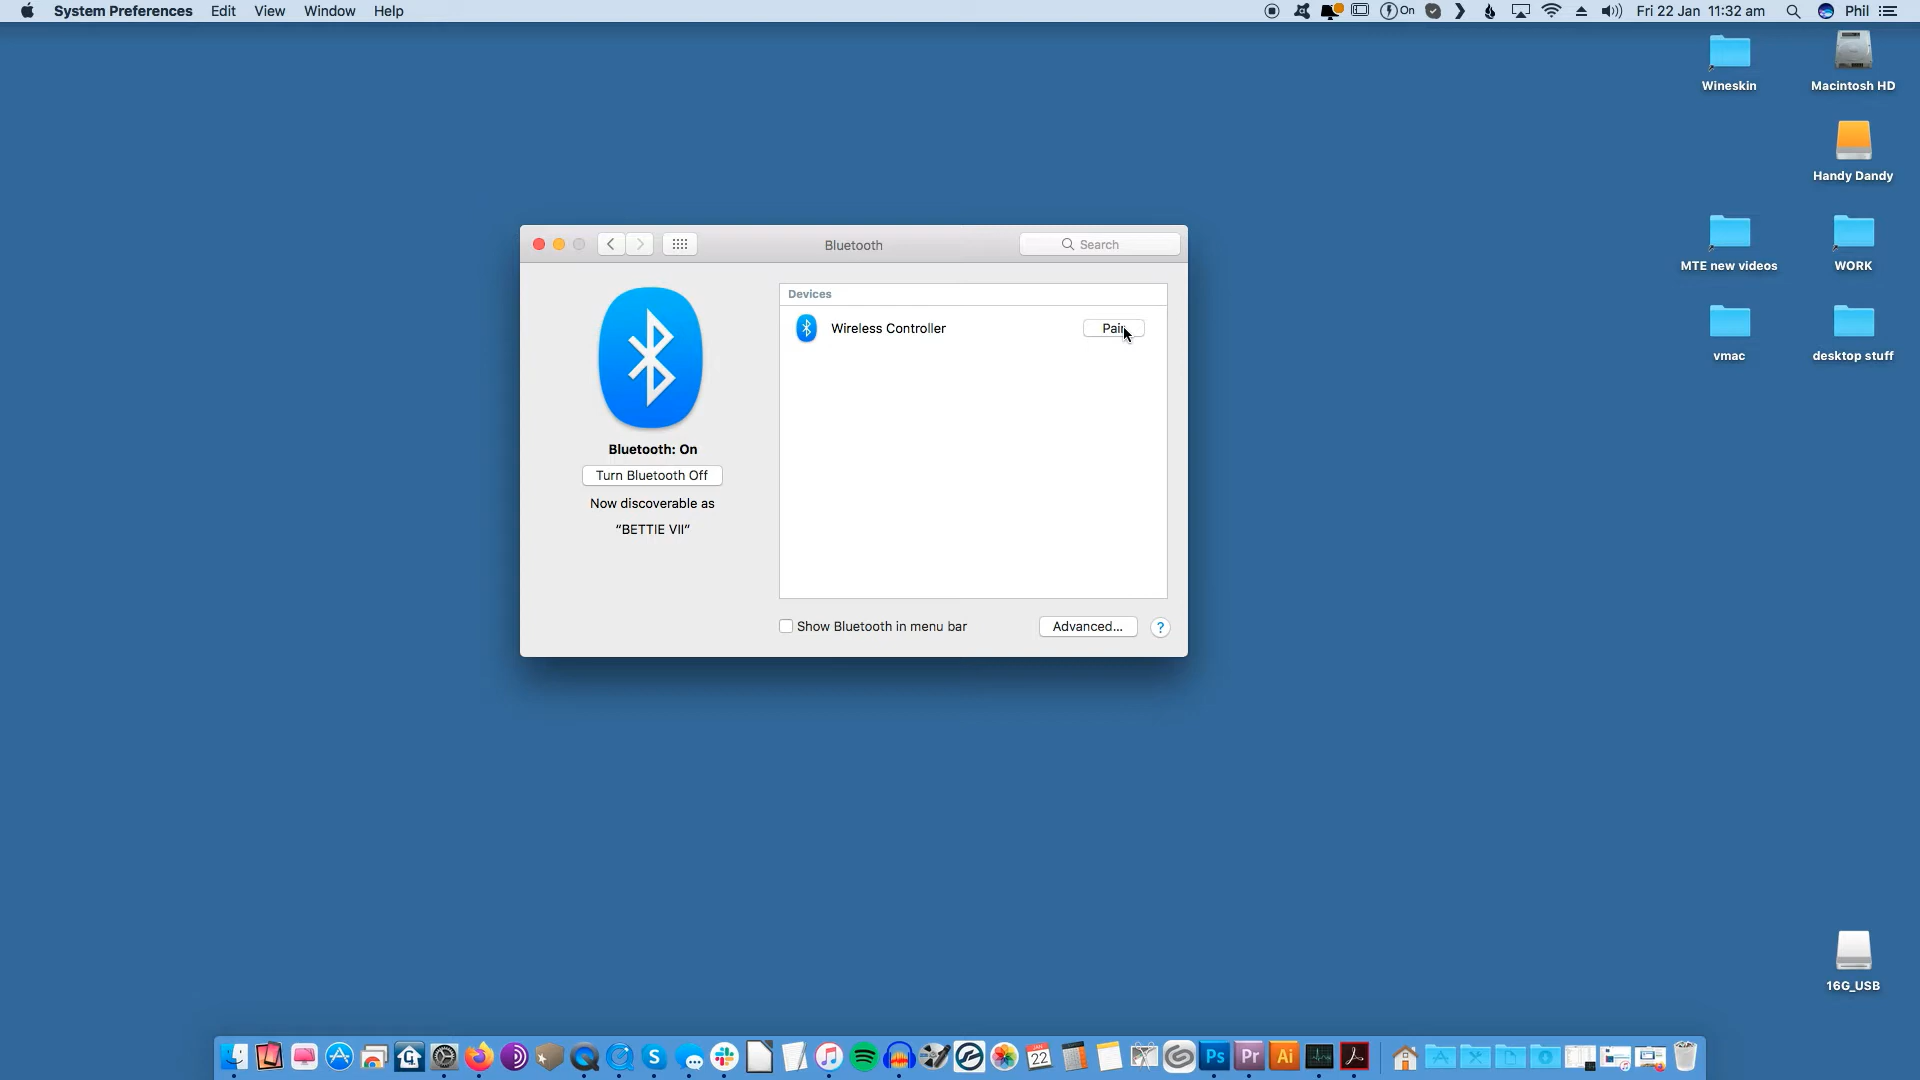 System Preferences Edit View Window Help On Fri 22 Jan 11:32 am Phil
Wineskin Macintosh HD
Handy Dandy
MTE new videos WORK
vmac desktop stuff
16G_USB
Bluetooth Search
Devices
Wireless Controller Pair
Bluetooth: On
Turn Bluetooth Off
Now discoverable as
“BETTIE VII”
Show Bluetooth in menu bar Advanced... ?
JAN
22
Ps Pr Ai